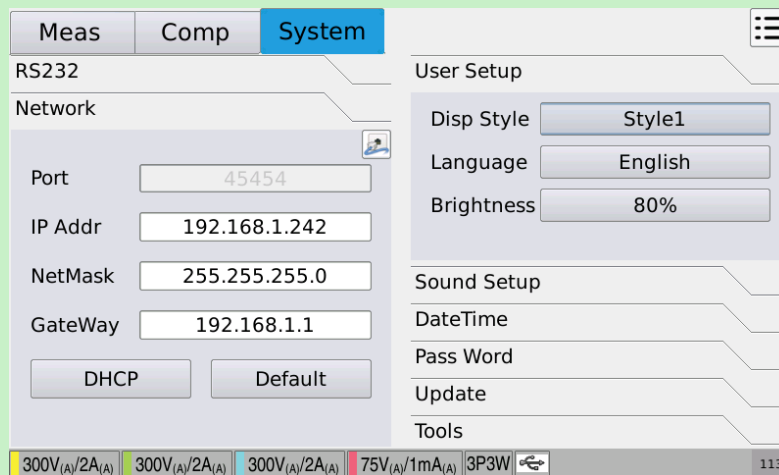 Meas Comp System
RS232
Network
Port 45454
IP Addr 192.168.1.242
NetMask 255.255.255.0
GateWay 192.168.1.1
DHCP Default
User Setup
Disp Style Style1
Language English
Brightness 80%
Sound Setup
DateTime
Pass Word
Update
Tools
300V(A)/2A(A) 300V(A)/2A(A) 300V(A)/2A(A) 75V(A)/1mA(A) 3P3W